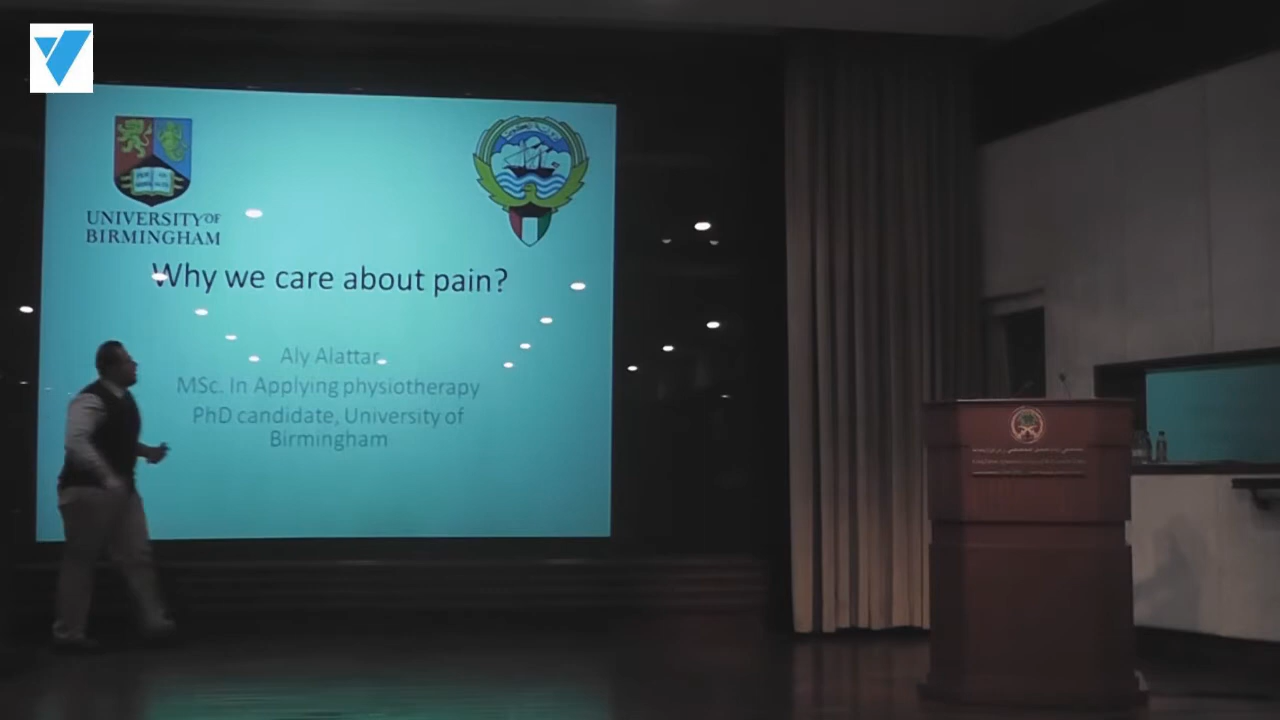 UNIVERSITY OF
BIRMINGHAM
Why we care about pain?
Aly Alattar
MSc. In Applying physiotherapy
PhD candidate, University of
Birmingham